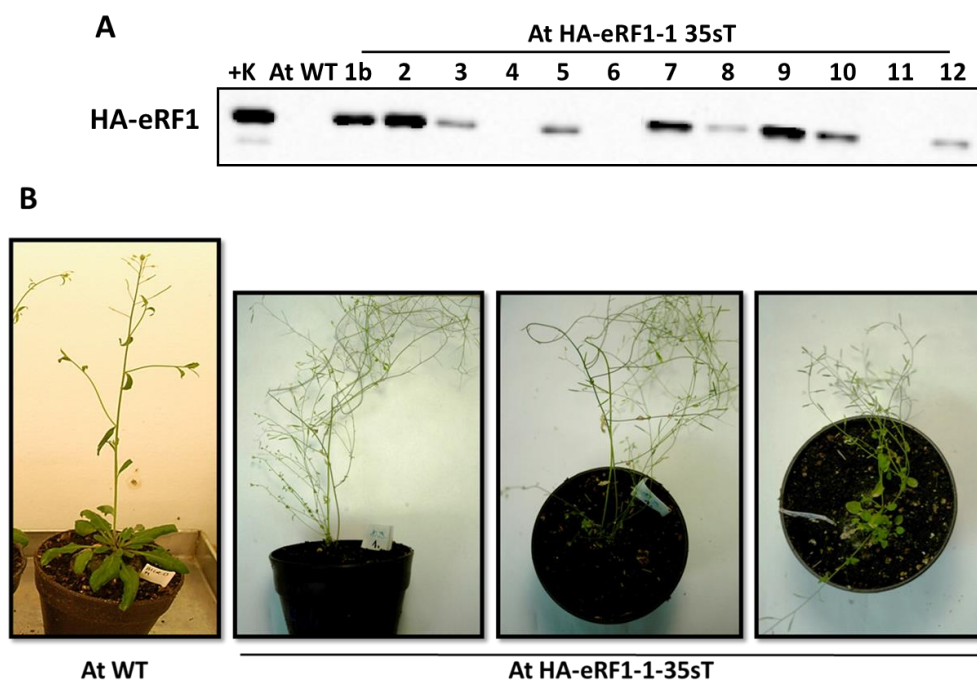 A
At HA-eRF1-1 35sT
+K At WT 1b 2 3 4 5 6 7 8 9 10 11 12
HA-eRF1
B
1.
At WT
At HA-eRF1-1-35sT